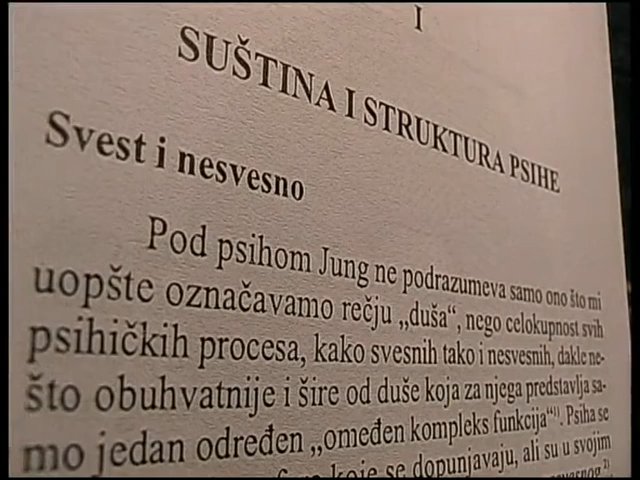 I
SUŠTINA I STRUKTURA PSIHE
Svest i nesvesno
Pod psihom Jung ne podrazumeva samo ono što mi
uopšte označavamo rečju „duša“, nego celokupnost svih
psihičkih procesa, kako svesnih tako i nesvesnih, dakle ne-
što obuhvatnije i šire od duše koja za njega predstavlja sa-
mo jedan određen „omeđen kompleks funkcija“¹⁾. Psiha se
koje se dopunjavaju, ali su u svojim